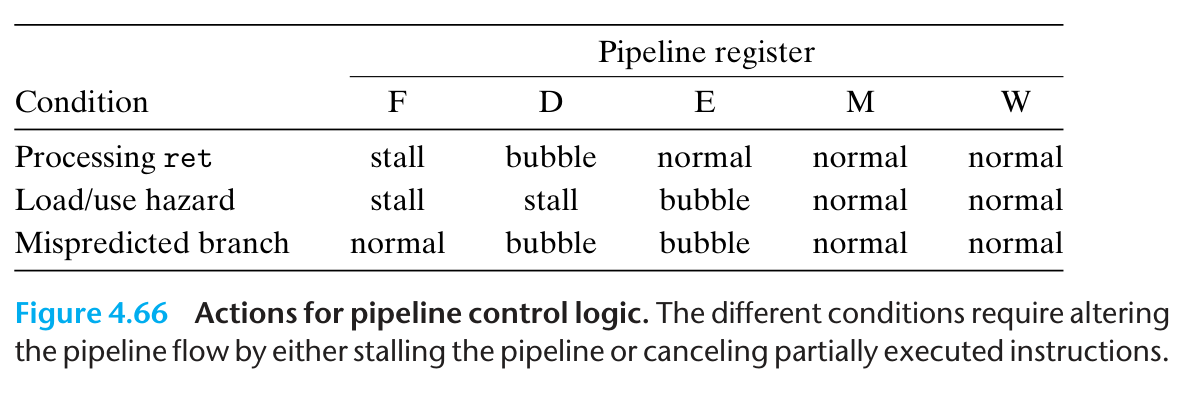 Pipeline register
Condition F D E M W
Processing ret stall bubble normal normal normal
Load/use hazard stall stall bubble normal normal
Mispredicted branch normal bubble bubble normal normal
Figure 4.66 Actions for pipeline control logic. The different conditions require altering
the pipeline flow by either stalling the pipeline or canceling partially executed instructions.